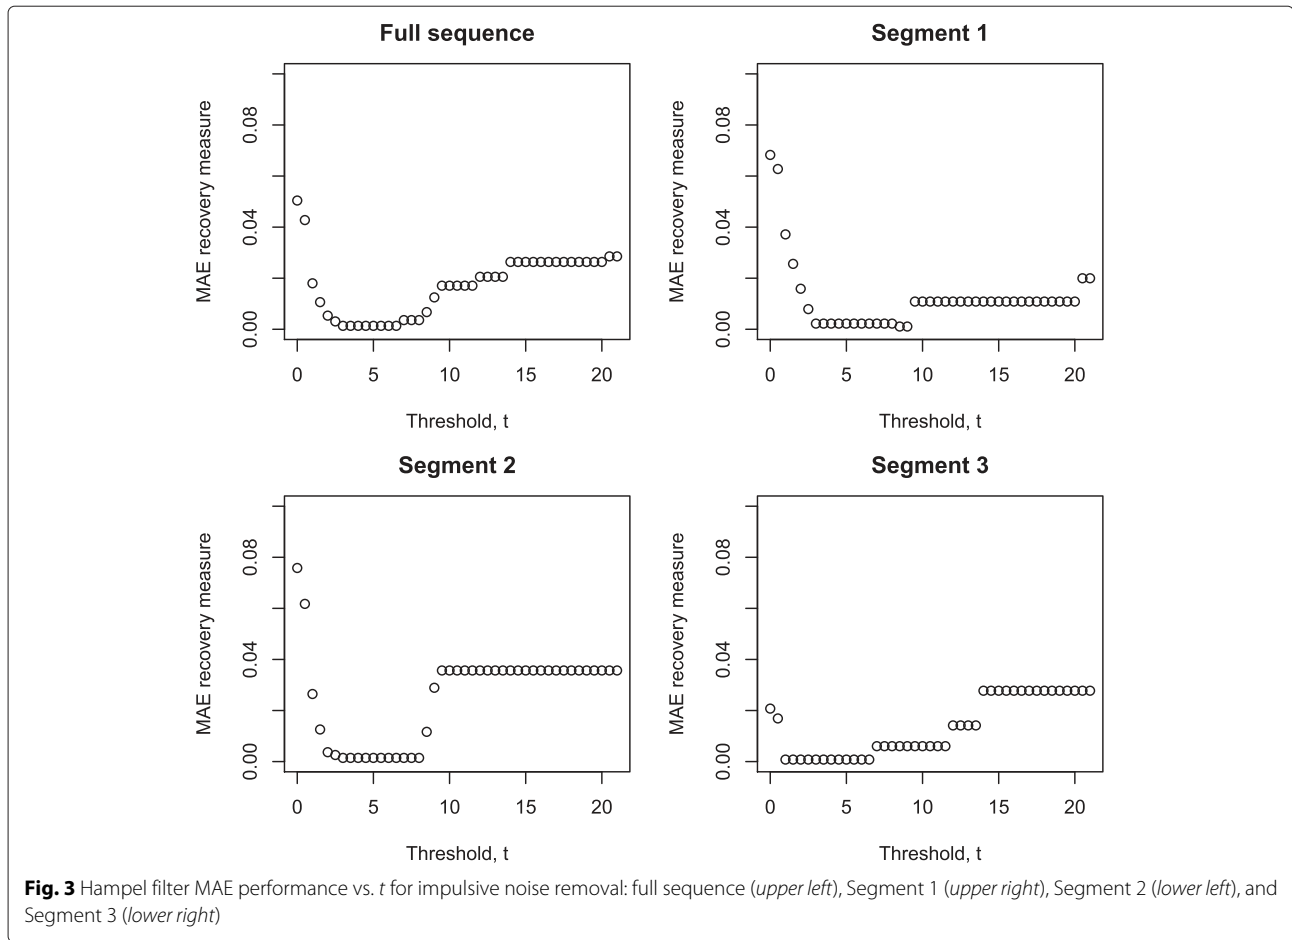 Full sequence
MAE recovery measure
0.08
0.04
0.00
0 5 10 15 20
Threshold, t
Segment 1
MAE recovery measure
0.08
0.04
0.00
0 5 10 15 20
Threshold, t
Segment 2
MAE recovery measure
0.08
0.04
0.00
0 5 10 15 20
Threshold, t
Segment 3
MAE recovery measure
0.08
0.04
0.00
0 5 10 15 20
Threshold, t
Fig. 3 Hampel filter MAE performance vs. t for impulsive noise removal: full sequence (upper left), Segment 1 (upper right), Segment 2 (lower left), and
Segment 3 (lower right)